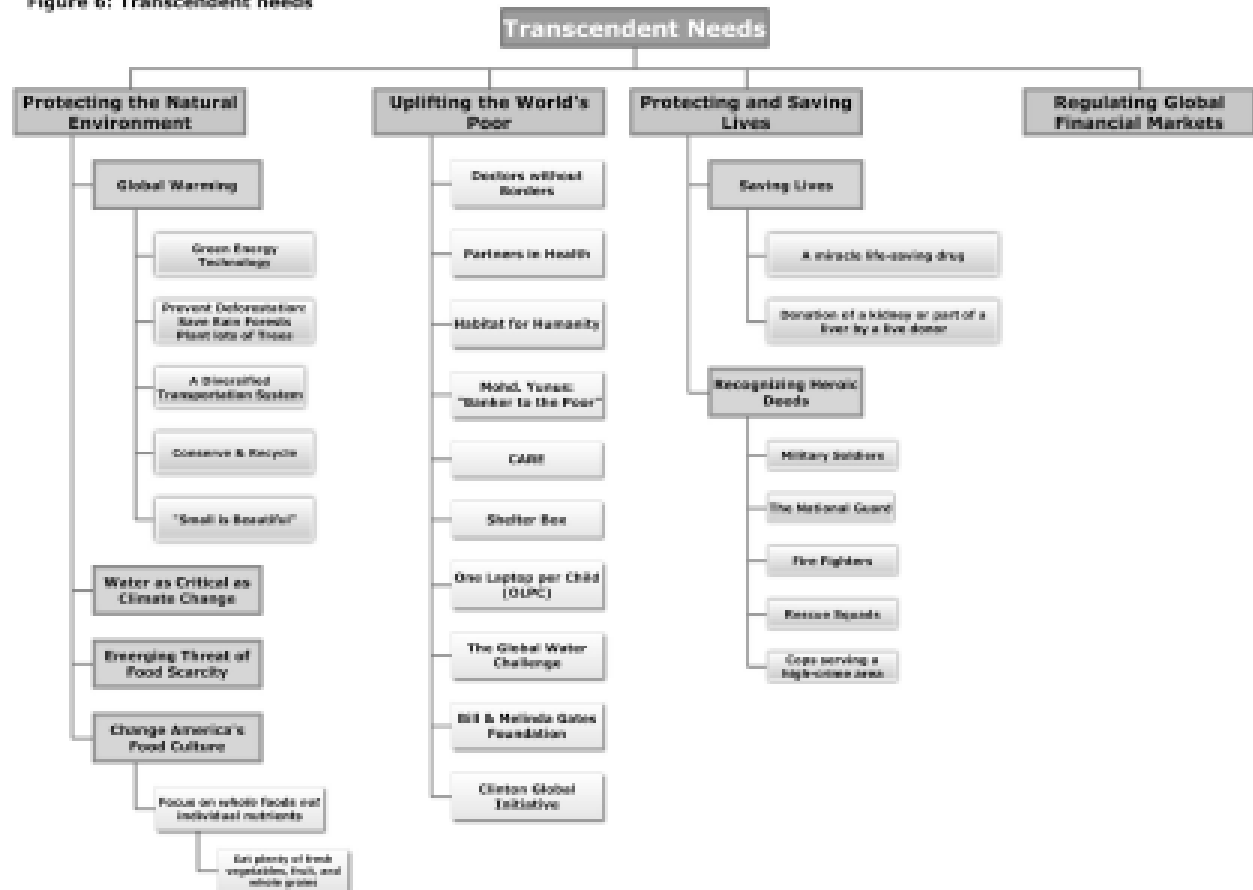 Figure 6: Transcendent needs
Transcendent Needs
Protecting the Natural
Environment
Global Warming
Green Energy
Technology
Prevent Deforestation:
Save Rain Forests
Plant lots of Trees
A Diversified
Transportation System
Conserve & Recycle
"Small is Beautiful"
Water as Critical as
Climate Change
Emerging Threat of
Food Scarcity
Change America's
Food Culture
Focus on whole foods not
individual nutrients
Eat plenty of fresh
vegetables, fruit, and
whole grains
Uplifting the World's
Poor
Doctors without
Borders
Partners in Health
Habitat for Humanity
Mohd. Yunus:
"Banker to the Poor"
CARE
Shelter Box
One Laptop per Child
(OLPC)
The Global Water
Challenge
Bill & Melinda Gates
Foundation
Clinton Global
Initiative
Protecting and Saving
Lives
Saving Lives
A miracle life-saving drug
Donation of a kidney or part of a
liver by a live donor
Recognizing Heroic
Deeds
Military Soldiers
The National Guard
Fire Fighters
Rescue Squads
Cops serving a
high-crime area
Regulating Global
Financial Markets